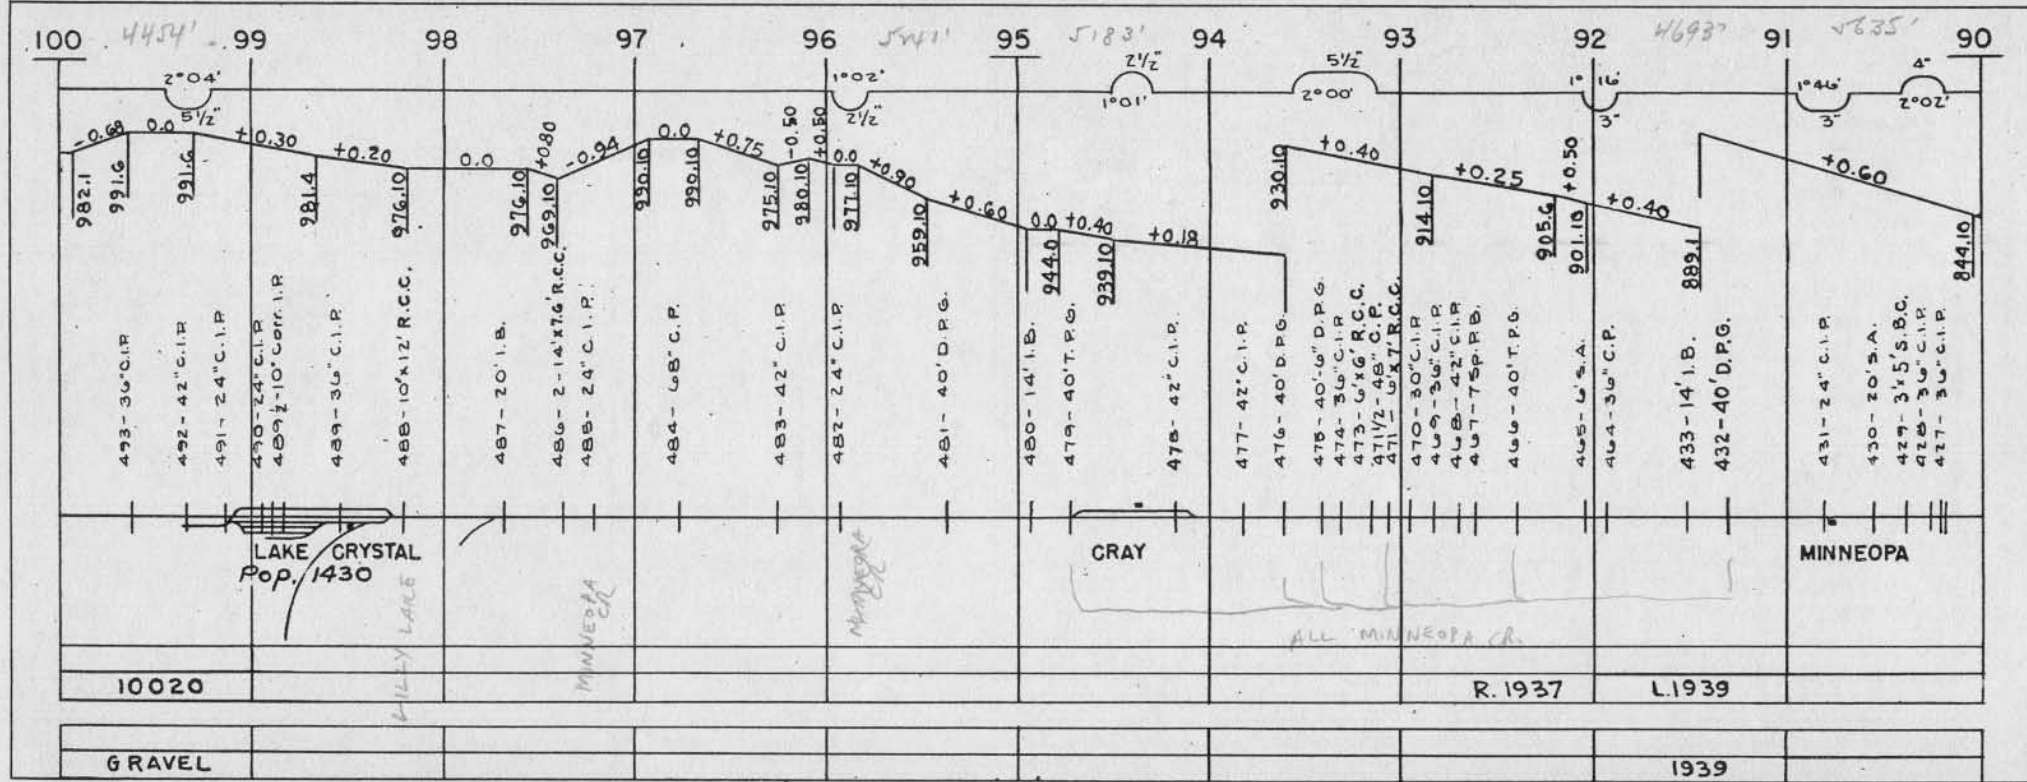 100 4454' 99 98 97 96 95 5183' 94 93 92 4693' 91 5635' 90
2°04' 5½"
1°02' 2½"
2½" 1°01'
5½" 2°00'
1° 16' 3"
1°46' 3"
4" 2°02'
-0.68 0.0 +0.30 +0.20 0.0 +0.80 -0.94 0.0 +0.75 -0.50 +0.50 0.0 +0.90 +0.60 0.0 +0.40 +0.18 +0.40 +0.25 +0.50 +0.40 +0.60
982.1 991.6 991.6 981.4 976.10 976.10 969.10 990.10 990.10 975.10 980.10 977.10 959.10 944.0 939.10 930.10 914.10 905.6 901.10 889.1 844.10
493-36" C.I.P.
492-42" C.I.P.
491-24" C.I.P.
490-24" C.I.P.
489½-10" Corr. I.P.
489-36" C.I.P.
488-10'x12' R.C.C.
487-20' I.B.
486-2-14'x7.6' R.C.C.
485-24" C.I.P.
484-68" C.P.
483-42" C.I.P.
482-24" C.I.P.
481-40' D.P.G.
480-14' I.B.
479-40' T.P.G.
478-42" C.I.P.
477-42" C.I.P.
476-40' D.P.G.
475-40'-6" D.P.G.
474-36" C.I.P.
473-6'x6' R.C.C.
471 1/2-48" C.P.
471-6'x7' R.C.C.
470-30" C.I.P.
469-36" C.I.P.
468-42" C.I.P.
467-7 Sp. P.B.
466-40' T.P.G.
465-6' S.A.
464-36" C.P.
433-14' I.B.
432-40' D.P.G.
431-24" C.I.P.
430-20' S.A.
429-3'x5' S.B.C.
428-36" C.I.P.
427-36" C.I.P.
LAKE CRYSTAL
Pop. 1430
GRAY
MINNEOPA
LILLY LAKE
MINNEOPA CR.
ALL MINNEOPA CR.
10020
R. 1937 L. 1939
GRAVEL
1939